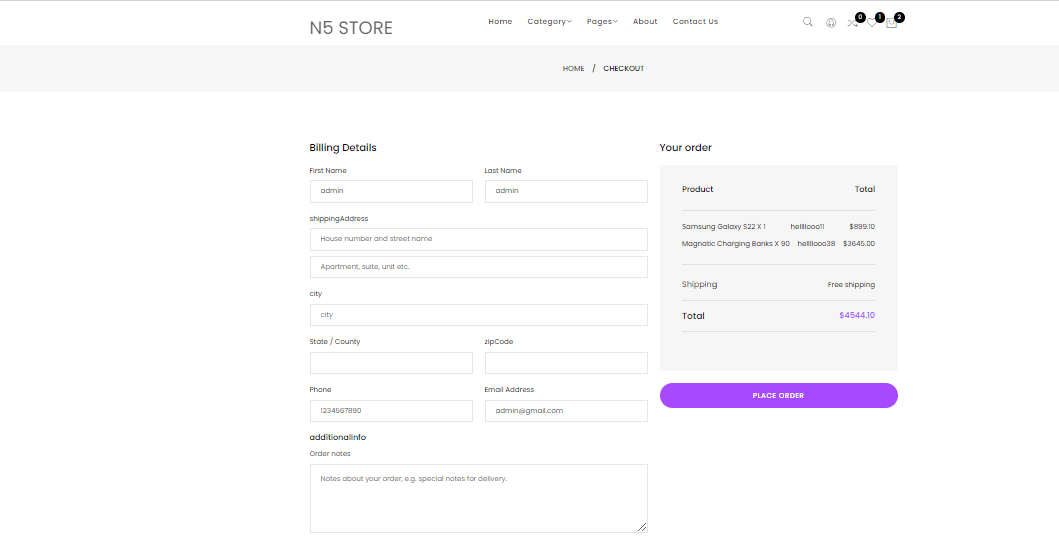 N5 STORE
Home Category Pages About Contact Us
0 1 2
HOME / CHECKOUT
Billing Details
First Name Last Name
admin admin
shippingAddress
House number and street name
Apartment, suite, unit etc.
city
city
State / County zipCode
Phone Email Address
1234567890 admin@gmail.com
additionalInfo
Order notes
Notes about your order, e.g. special notes for delivery.
Your order
Product Total
Samsung Galaxy S22 X 1 hellllooo11 $899.10
Magnatic Charging Banks X 90 hellllooo38 $3645.00
Shipping Free shipping
Total $4544.10
PLACE ORDER